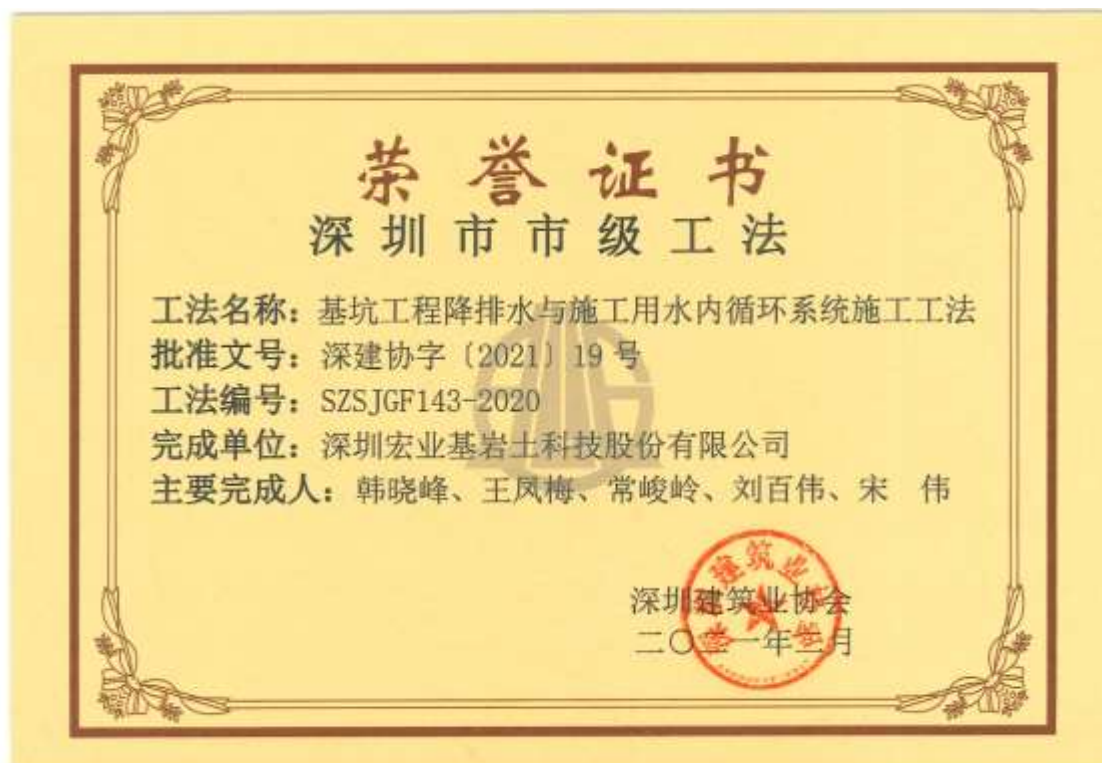 荣誉证书
深圳市市级工法
工法名称：基坑工程降排水与施工用水内循环系统施工工法
批准文号：深建协字〔2021〕19 号
工法编号：SZSJGF143-2020
完成单位：深圳宏业基岩土科技股份有限公司
主要完成人：韩晓峰、王凤梅、常峻岭、刘百伟、宋　伟
深圳建筑业协会
二〇二一年二月